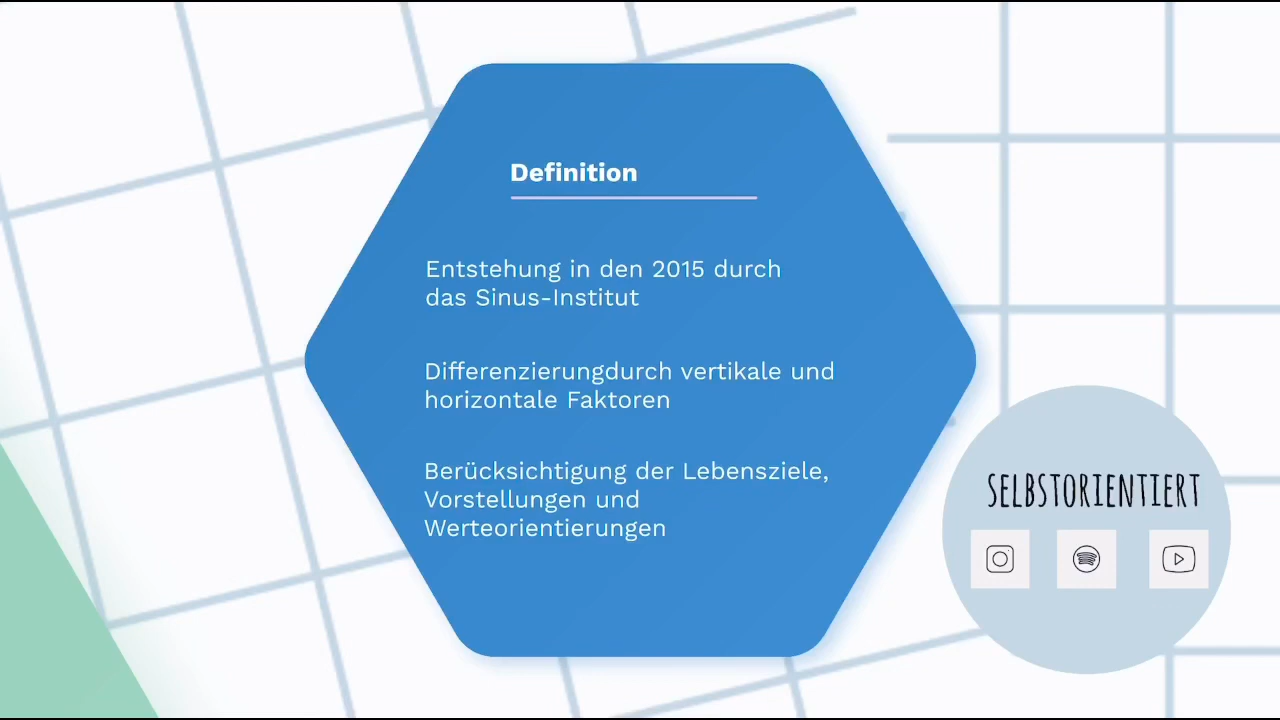 Definition
Entstehung in den 2015 durch
das Sinus-Institut
Differenzierungdurch vertikale und
horizontale Faktoren
Berücksichtigung der Lebensziele,
Vorstellungen und
Werteorientierungen
SELBSTORIENTIERT